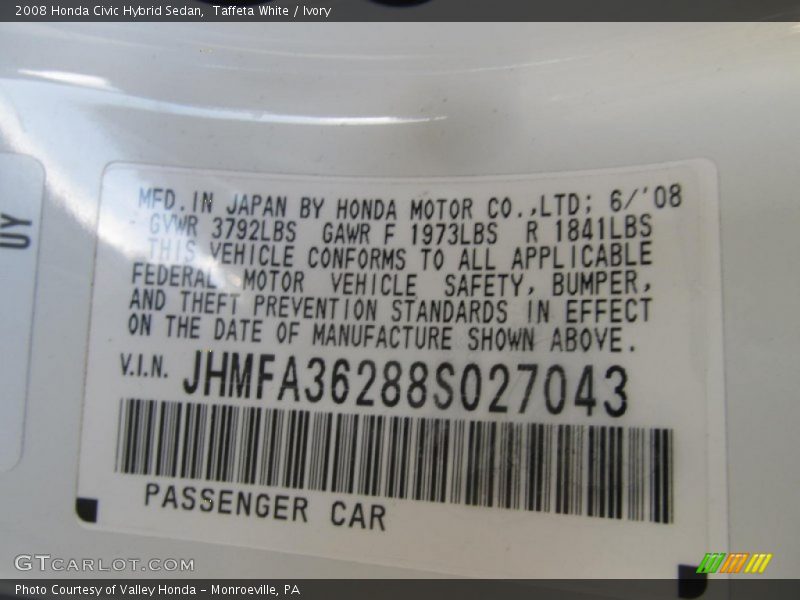 2008 Honda Civic Hybrid Sedan,  Taffeta White / Ivory
UY
MFD. IN JAPAN BY HONDA MOTOR CO.,LTD; 6/'08
GVWR 3792LBS GAWR F 1973LBS R 1841LBS
THIS VEHICLE CONFORMS TO ALL APPLICABLE
FEDERAL MOTOR VEHICLE SAFETY, BUMPER,
AND THEFT PREVENTION STANDARDS IN EFFECT
ON THE DATE OF MANUFACTURE SHOWN ABOVE.
V.I.N. JHMFA36288S027043
PASSENGER CAR
GTCARLOT.COM
Photo Courtesy of Valley Honda – Monroeville, PA